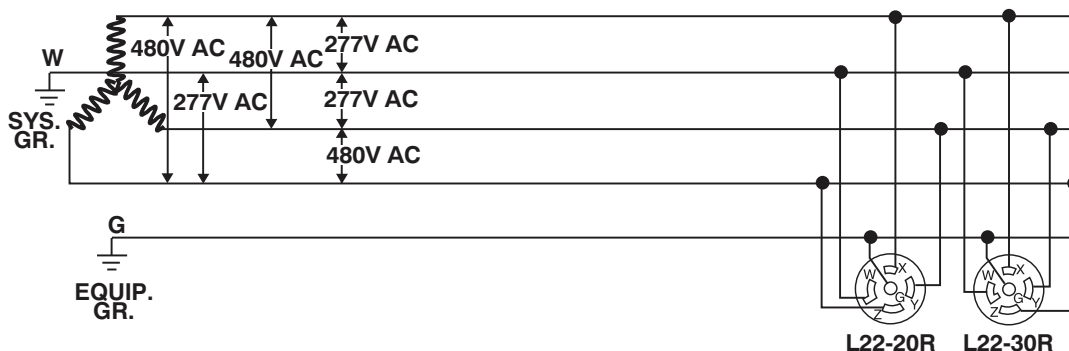 W
480V AC
480V AC
277V AC
277V AC
277V AC
480V AC
SYS.
GR.
G
EQUIP.
GR.
W
X
G
Y
Z
W
X
G
Y
Z
L22-20R
L22-30R